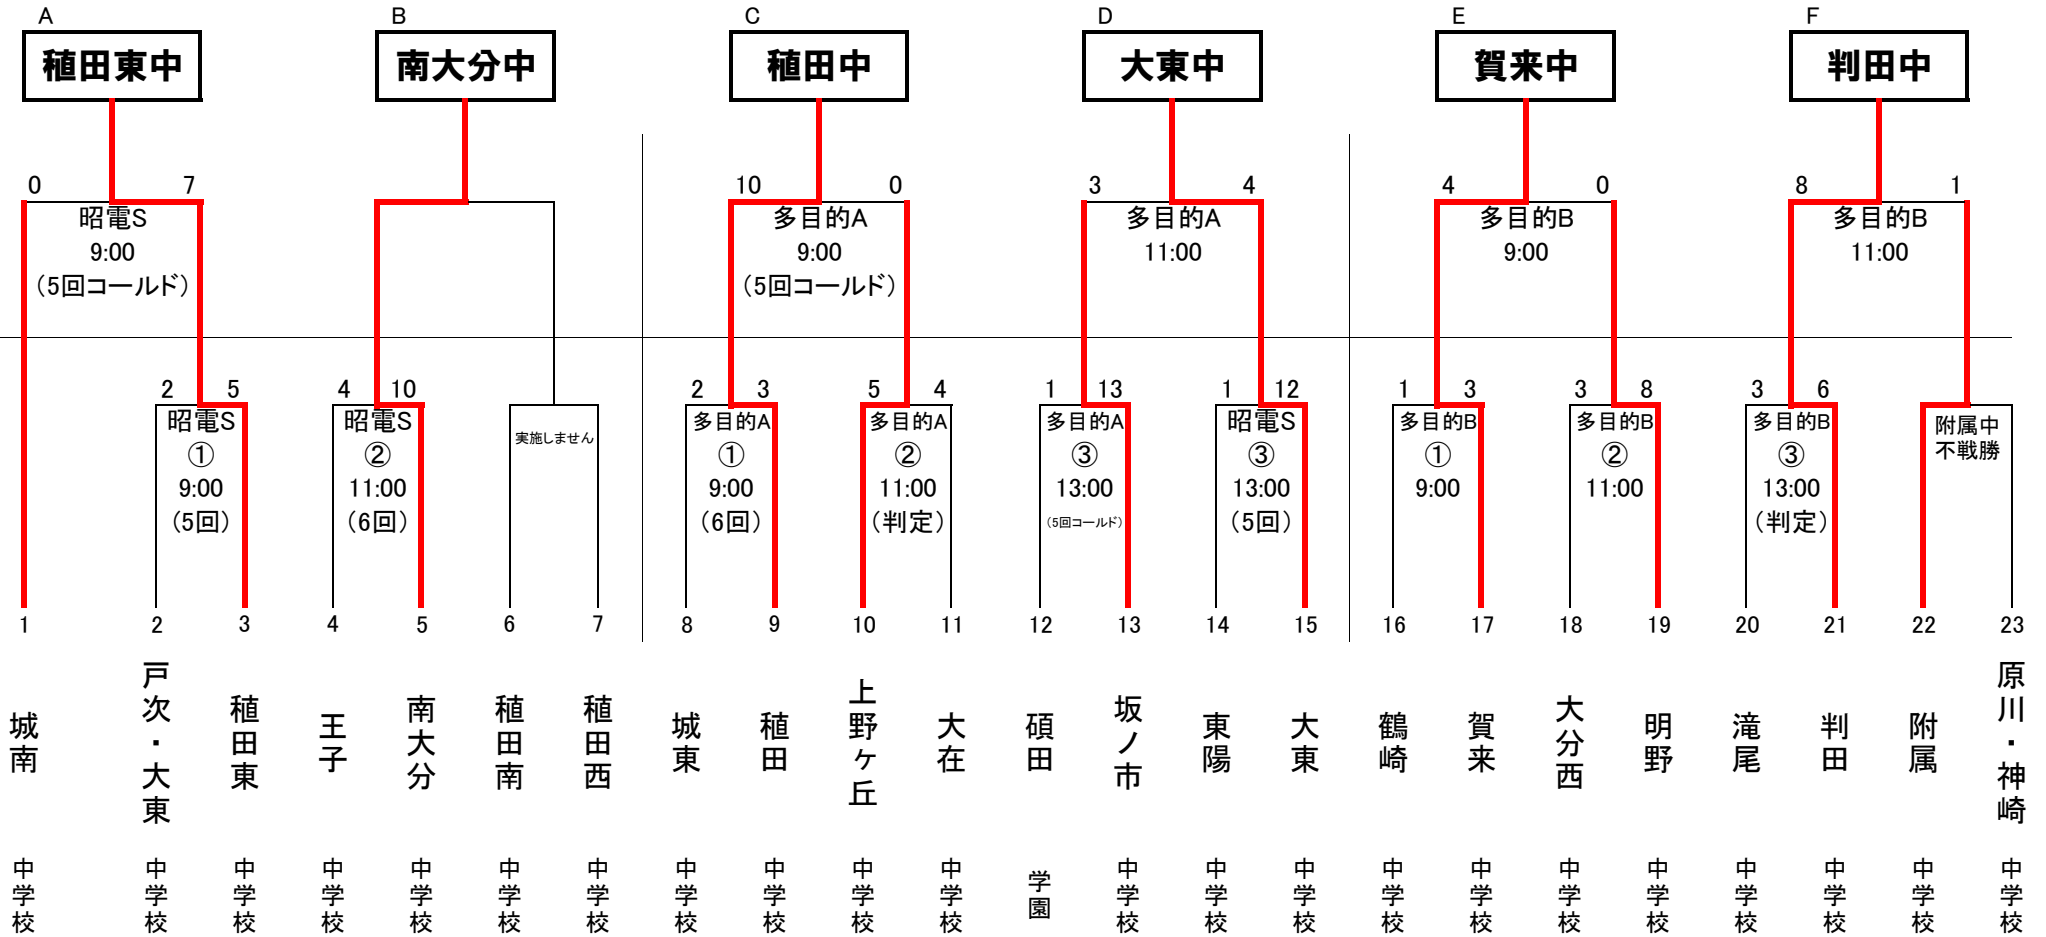 A B C D E F
稙田東中 南大分中 稙田中 大東中 賀来中 判田中
0 7 10 0 3 4 4 0 8 1
昭電S 多目的A 多目的A 多目的B 多目的B
9:00 9:00 11:00 9:00 11:00
（5回コールド） （5回コールド）
2 5 4 10 2 3 5 4 1 13 1 12 1 3 3 8 3 6
昭電S 昭電S 実施しません 多目的A 多目的A 多目的A 昭電S 多目的B 多目的B 多目的B 附属中
不戦勝
① ② ① ② ③ ③ ① ② ③
9:00 11:00 9:00 11:00 13:00 13:00 9:00 11:00 13:00
（5回） （6回） （6回） （判定） （5回コールド） （5回） （判定）
1 2 3 4 5 6 7 8 9 10 11 12 13 14 15 16 17 18 19 20 21 22 23
城南 中学校
戸次・大東 中学校
稙田東 中学校
王子 中学校
南大分 中学校
稙田南 中学校
稙田西 中学校
城東 中学校
稙田 中学校
上野ヶ丘 中学校
大在 中学校
碩田 学園
坂ノ市 中学校
東陽 中学校
大東 中学校
鶴崎 中学校
賀来 中学校
大分西 中学校
明野 中学校
滝尾 中学校
判田 中学校
附属 中学校
原川・神崎 中学校